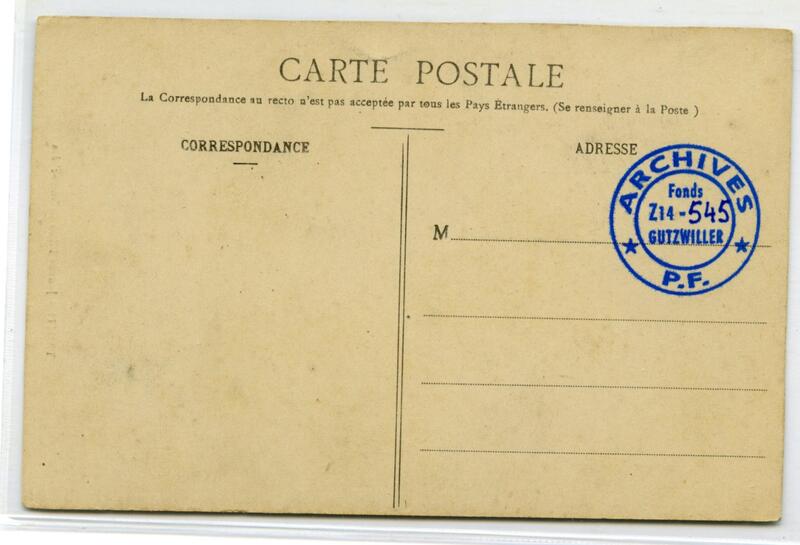 CARTE POSTALE
La Correspondance au recto n'est pas acceptée par tous les Pays Étrangers. (Se renseigner à la Poste )
CORRESPONDANCE
ADRESSE
M
ARCHIVES
Fonds
Z14-545
GUTZWILLER
P.F.